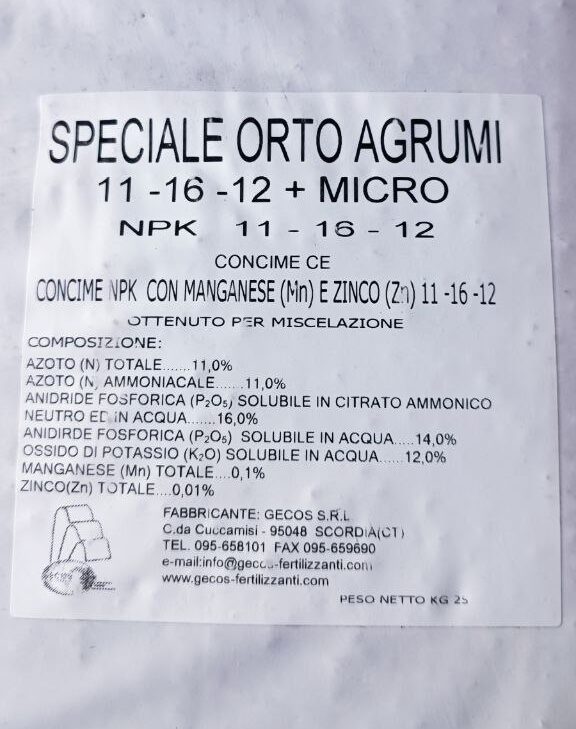 SPECIALE ORTO AGRUMI
11 -16 -12 + MICRO
NPK 11 - 16 - 12
CONCIME CE
CONCIME NPK CON MANGANESE (Mn) E ZINCO (Zn) 11 -16 -12
OTTENUTO PER MISCELAZIONE
COMPOSIZIONE:
AZOTO (N) TOTALE.......11,0%
AZOTO (N) AMMONIACALE.......11,0%
ANIDRIDE FOSFORICA (P₂O₅) SOLUBILE IN CITRATO AMMONICO
NEUTRO ED IN ACQUA.......16,0%
ANIDIRDE FOSFORICA (P₂O₅) SOLUBILE IN ACQUA.....14,0%
OSSIDO DI POTASSIO (K₂O) SOLUBILE IN ACQUA......12,0%
MANGANESE (Mn) TOTALE....0,1%
ZINCO(Zn) TOTALE....0,01%
FABBRICANTE: GECOS S.R.L
C.da Cuccamisi - 95048 SCORDIA(CT)
TEL. 095-658101 FAX 095-659690
e-mail:info@gecos-fertilizzanti.com
www.gecos-fertilizzanti.com
PESO NETTO KG 25